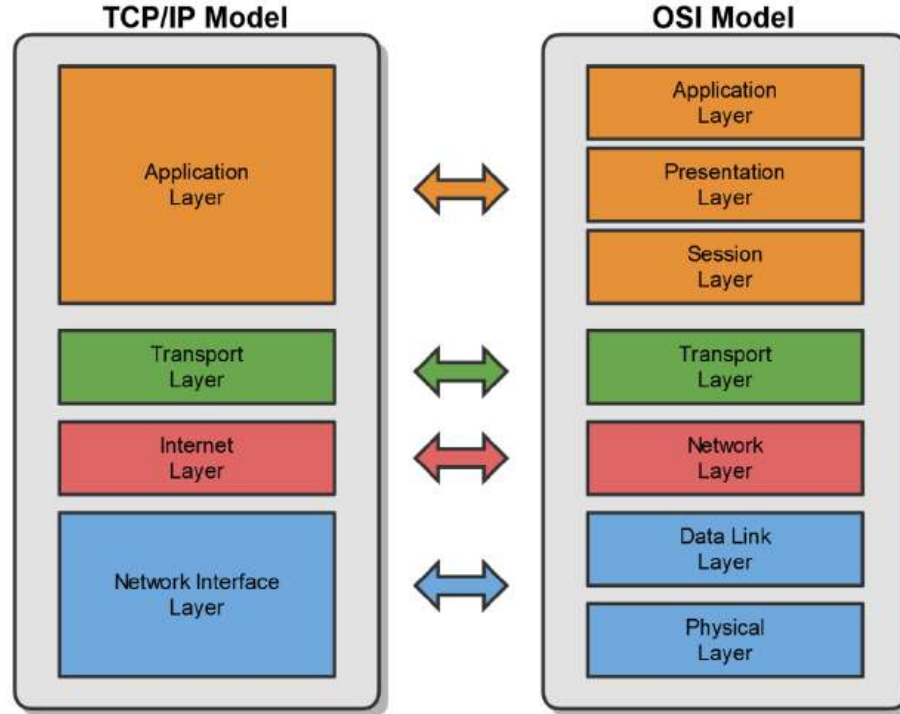 TCP/IP Model
Application
Layer
Transport
Layer
Internet
Layer
Network Interface
Layer
OSI Model
Application
Layer
Presentation
Layer
Session
Layer
Transport
Layer
Network
Layer
Data Link
Layer
Physical
Layer